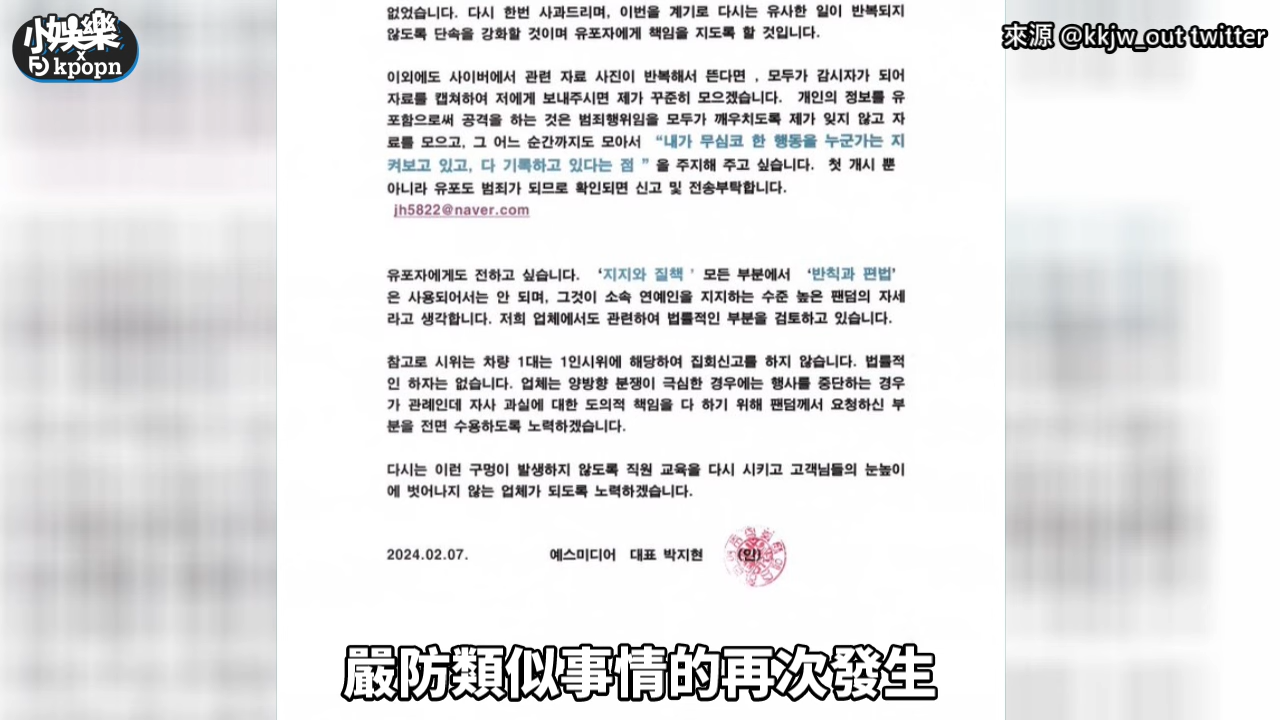 小娛樂
x
kpopn
來源 @kkjw_out twitter
없었습니다. 다시 한번 사과드리며, 이번을 계기로 다시는 유사한 일이 반복되지
않도록 단속을 강화할 것이며 유포자에게 책임을 지도록 할 것입니다.
이외에도 사이버에서 관련 자료 사진이 반복해서 뜬다면 , 모두가 감시자가 되어
자료를 캡쳐하여 저에게 보내주시면 제가 꾸준히 모으겠습니다. 개인의 정보를 유
포함으로써 공격을 하는 것은 범죄행위임을 모두가 깨우치도록 제가 잊지 않고 자
료를 모으고, 그 어느 순간까지도 모아서 “내가 무심코 한 행동을 누군가는 지
켜보고 있고, 다 기록하고 있다는 점 ” 을 주지해 주고 싶습니다. 첫 개시 뿐
아니라 유포도 범죄가 되므로 확인되면 신고 및 전송부탁합니다.
jh5822@naver.com
유포자에게도 전하고 싶습니다. ‘지지와 질책 ’ 모든 부분에서 ‘반칙과 편법’
은 사용되어서는 안 되며, 그것이 소속 연예인을 지지하는 수준 높은 팬덤의 자세
라고 생각합니다. 저희 업체에서도 관련하여 법률적인 부분을 검토하고 있습니다.
참고로 시위는 차량 1대는 1인시위에 해당하여 집회신고를 하지 않습니다. 법률적
인 하자는 없습니다. 업체는 양방향 분쟁이 극심한 경우에는 행사를 중단하는 경우
가 관례인데 자사 과실에 대한 도의적 책임을 다 하기 위해 팬덤께서 요청하신 부
분을 전면 수용하도록 노력하겠습니다.
다시는 이런 구멍이 발생하지 않도록 직원 교육을 다시 시키고 고객님들의 눈높이
에 벗어나지 않는 업체가 되도록 노력하겠습니다.
2024.02.07. 예스미디어 대표 박지현 (인)
嚴防類似事情的再次發生